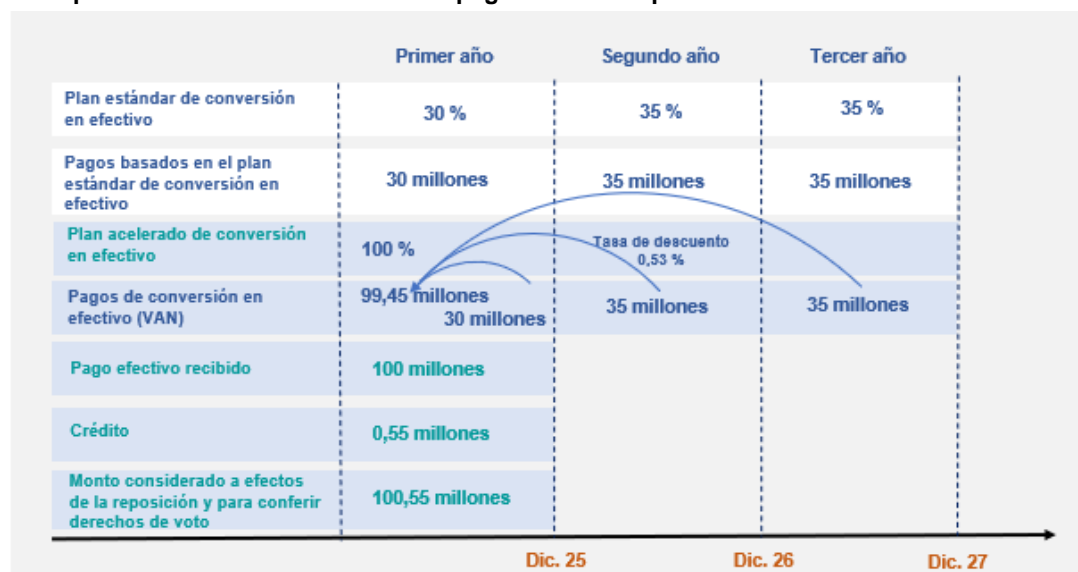 Primer año Segundo año Tercer año
Plan estándar de conversión
en efectivo
30 % 35 % 35 %
Pagos basados en el plan
estándar de conversión en
efectivo
30 millones 35 millones 35 millones
Plan acelerado de conversión
en efectivo
100 %
Tasa de descuento
0,53 %
Pagos de conversión en
efectivo (VAN)
99,45 millones
30 millones
35 millones 35 millones
Pago efectivo recibido
100 millones
Crédito
0,55 millones
Monto considerado a efectos
de la reposición y para conferir
derechos de voto
100,55 millones
Dic. 25 Dic. 26 Dic. 27